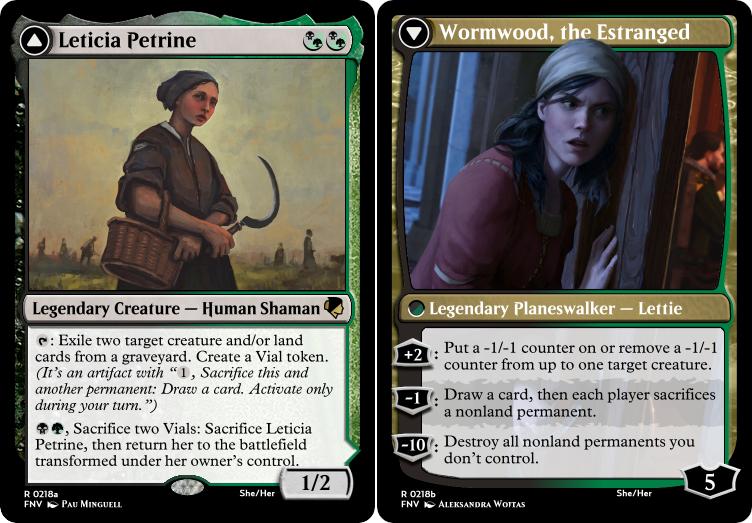 Leticia Petrine
Legendary Creature — Human Shaman
: Exile two target creature and/or land
cards from a graveyard. Create a Vial token.
(It's an artifact with “1, Sacrifice this and
another permanent: Draw a card. Activate only
during your turn.”)
, Sacrifice two Vials: Sacrifice Leticia
Petrine, then return her to the battlefield
transformed under her owner's control.
1/2
R 0218a
She/Her
FNV Pau Minguell
Wormwood, the Estranged
Legendary Planeswalker — Lettie
+2: Put a -1/-1 counter on or remove a -1/-1
counter from up to one target creature.
-1: Draw a card, then each player sacrifices
a nonland permanent.
-10: Destroy all nonland permanents you
don't control.
5
R 0218b
She/Her
FNV Aleksandra Wojtas